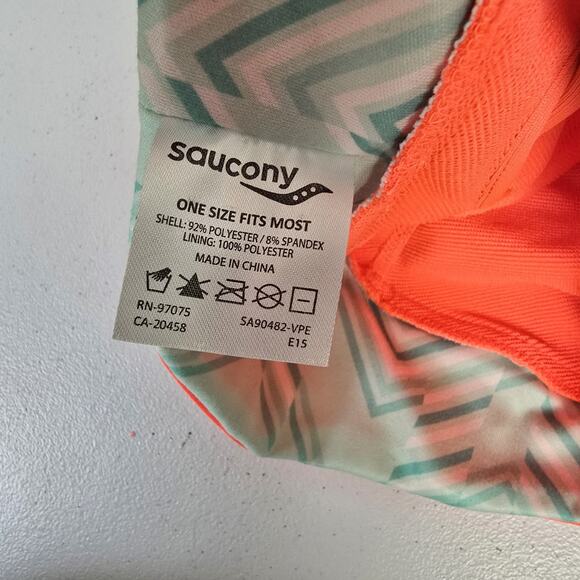 saucony
ONE SIZE FITS MOST
SHELL: 92% POLYESTER / 8% SPANDEX
LINING: 100% POLYESTER
MADE IN CHINA
RN-97075
CA-20458
SA90482-VPE
E15